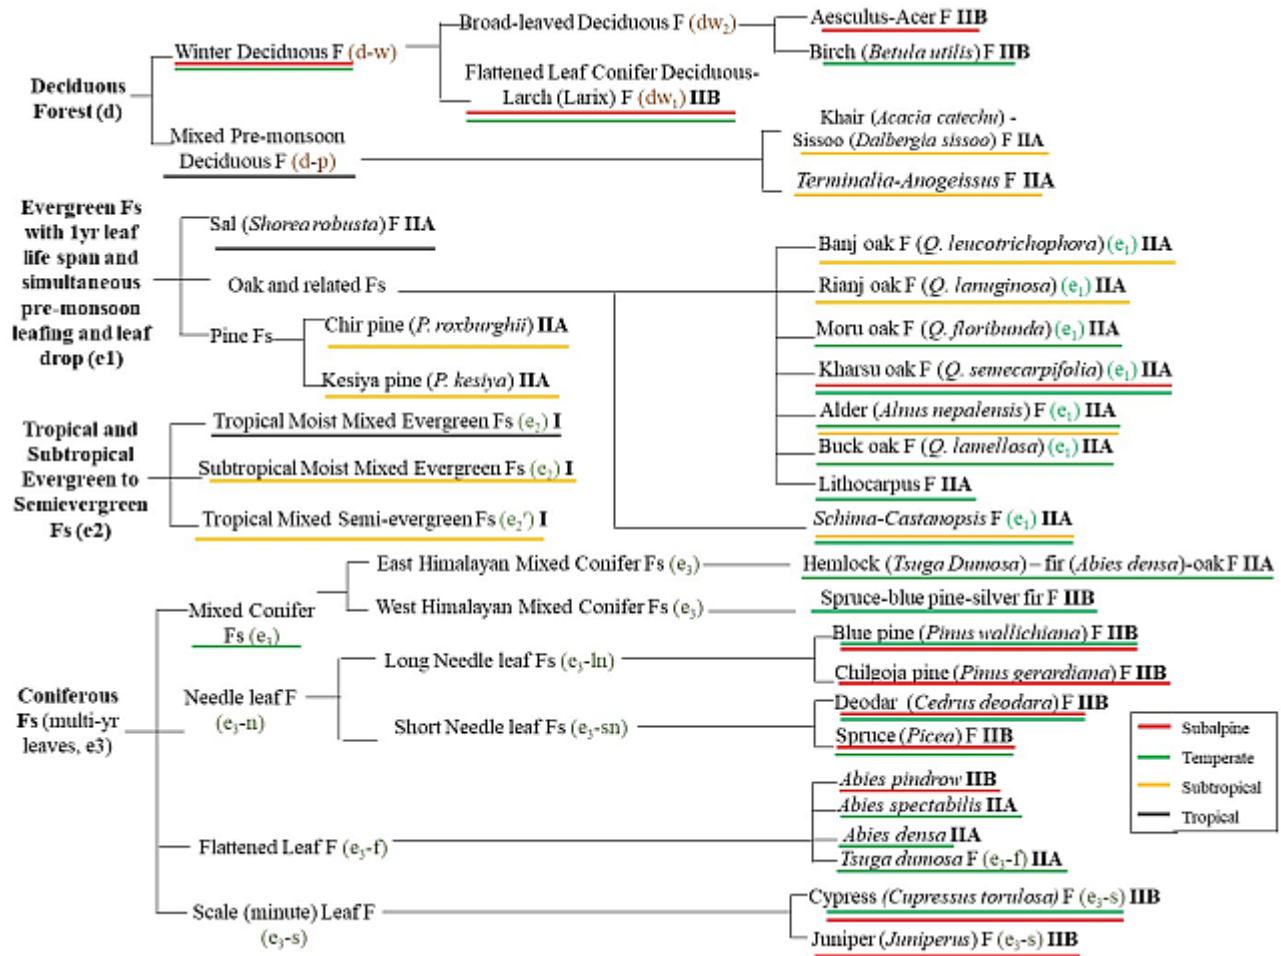 Deciduous
Forest (d)
Winter Deciduous F (d-w)
Mixed Pre-monsoon
Deciduous F (d-p)
Broad-leaved Deciduous F (dw₂)
Flattened Leaf Conifer Deciduous-
Larch (Larix) F (dw₁) IIB
Aesculus-Acer F IIB
Birch (Betula utilis) F IIB
Khair (Acacia catechu) -
Sissoo (Dalbergia sissoo) F IIA
Terminalia-Anogeissus F IIA
Evergreen Fs
with 1yr leaf
life span and
simultaneous
pre-monsoon
leafing and leaf
drop (e1)
Sal (Shorea robusta) F IIA
Oak and related Fs
Pine Fs
Chir pine (P. roxburghii) IIA
Kesiya pine (P. kesiya) IIA
Banj oak F (Q. leucotrichophora) (e₁) IIA
Rianj oak F (Q. lanuginosa) (e₁) IIA
Moru oak F (Q. floribunda) (e₁) IIA
Kharsu oak F (Q. semecarpifolia) (e₁) IIA
Alder (Alnus nepalensis) F (e₁) IIA
Buck oak F (Q. lamellosa) (e₁) IIA
Lithocarpus F IIA
Schima-Castanopsis F (e₁) IIA
Tropical and
Subtropical
Evergreen to
Semievergreen
Fs (e2)
Tropical Moist Mixed Evergreen Fs (e₂) I
Subtropical Moist Mixed Evergreen Fs (e₂) I
Tropical Mixed Semi-evergreen Fs (e₂') I
Coniferous
Fs (multi-yr
leaves, e3)
Mixed Conifer
Fs (e₃)
East Himalayan Mixed Conifer Fs (e₃)
West Himalayan Mixed Conifer Fs (e₃)
Hemlock (Tsuga Dumosa) – fir (Abies densa)-oak F IIA
Spruce-blue pine-silver fir F IIB
Needle leaf F
(e₃-n)
Long Needle leaf Fs (e₃-ln)
Short Needle leaf Fs (e₃-sn)
Blue pine (Pinus wallichiana) F IIB
Chilgoja pine (Pinus gerardiana) F IIB
Deodar (Cedrus deodara) F IIB
Spruce (Picea) F IIB
Flattened Leaf F (e₃-f)
Abies pindrow IIB
Abies spectabilis IIA
Abies densa IIA
Tsuga dumosa F (e₃-f) IIA
Scale (minute) Leaf F
(e₃-s)
Cypress (Cupressus torulosa) F (e₃-s) IIB
Juniper (Juniperus) F (e₃-s) IIB
Subalpine
Temperate
Subtropical
Tropical